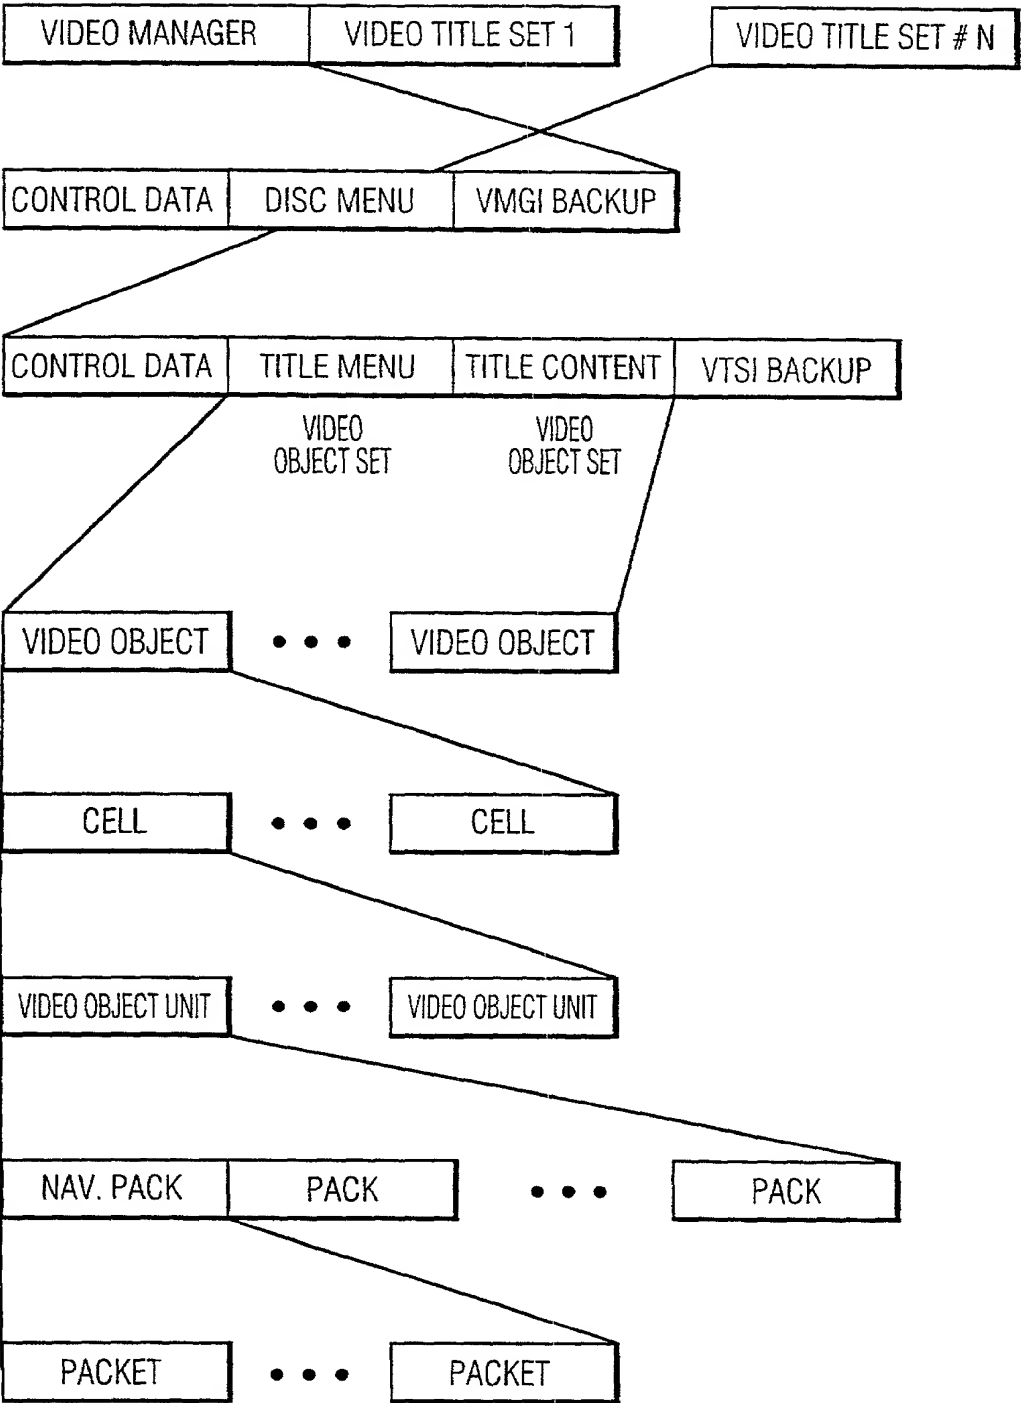 VIDEO MANAGER VIDEO TITLE SET 1 VIDEO TITLE SET # N
CONTROL DATA DISC MENU VMGI BACKUP
CONTROL DATA TITLE MENU TITLE CONTENT VTSI BACKUP
VIDEO OBJECT SET VIDEO OBJECT SET
VIDEO OBJECT • • • VIDEO OBJECT
CELL • • • CELL
VIDEO OBJECT UNIT • • • VIDEO OBJECT UNIT
NAV. PACK PACK • • • PACK
PACKET • • • PACKET